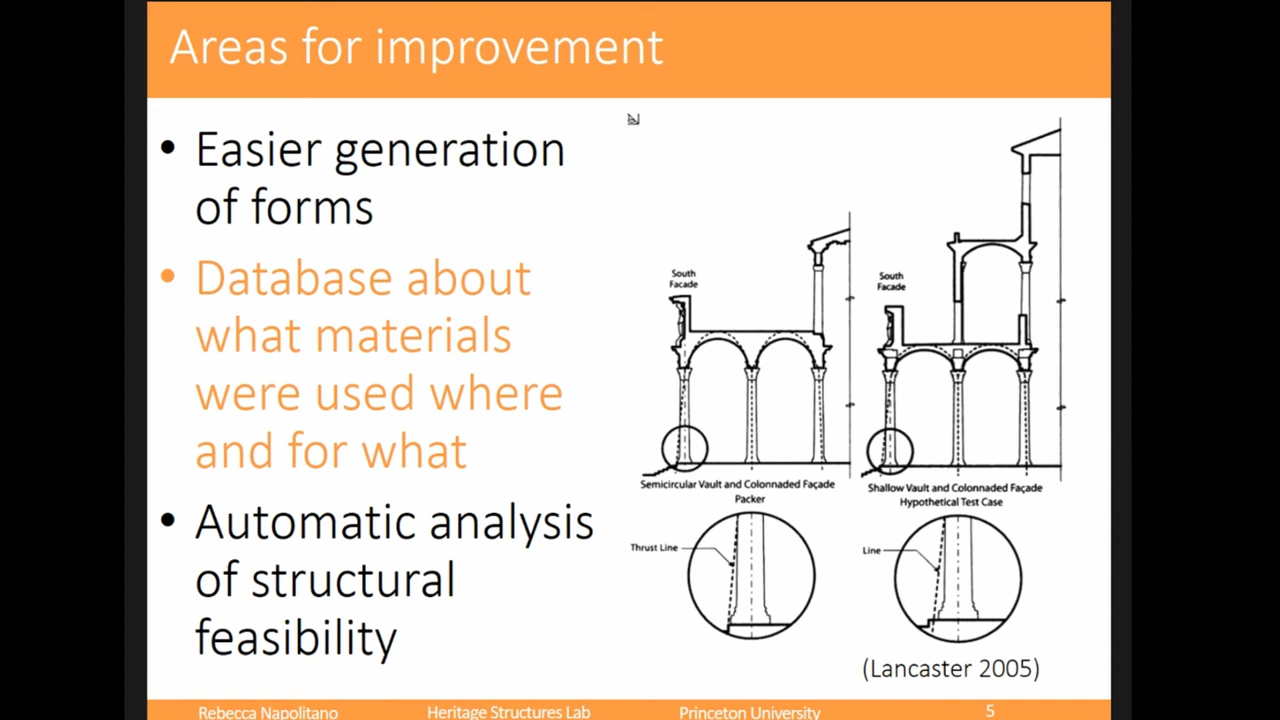 Areas for improvement
• Easier generation
of forms
• Database about
what materials
were used where
and for what
• Automatic analysis
of structural
feasibility
South
Facade
Semicircular Vault and Colonnaded Façade
Packer
Thrust Line
South
Facade
Shallow Vault and Colonnaded Façade
Hypothetical Test Case
Line
(Lancaster 2005)
Rebecca Napolitano Heritage Structures Lab Princeton University 5